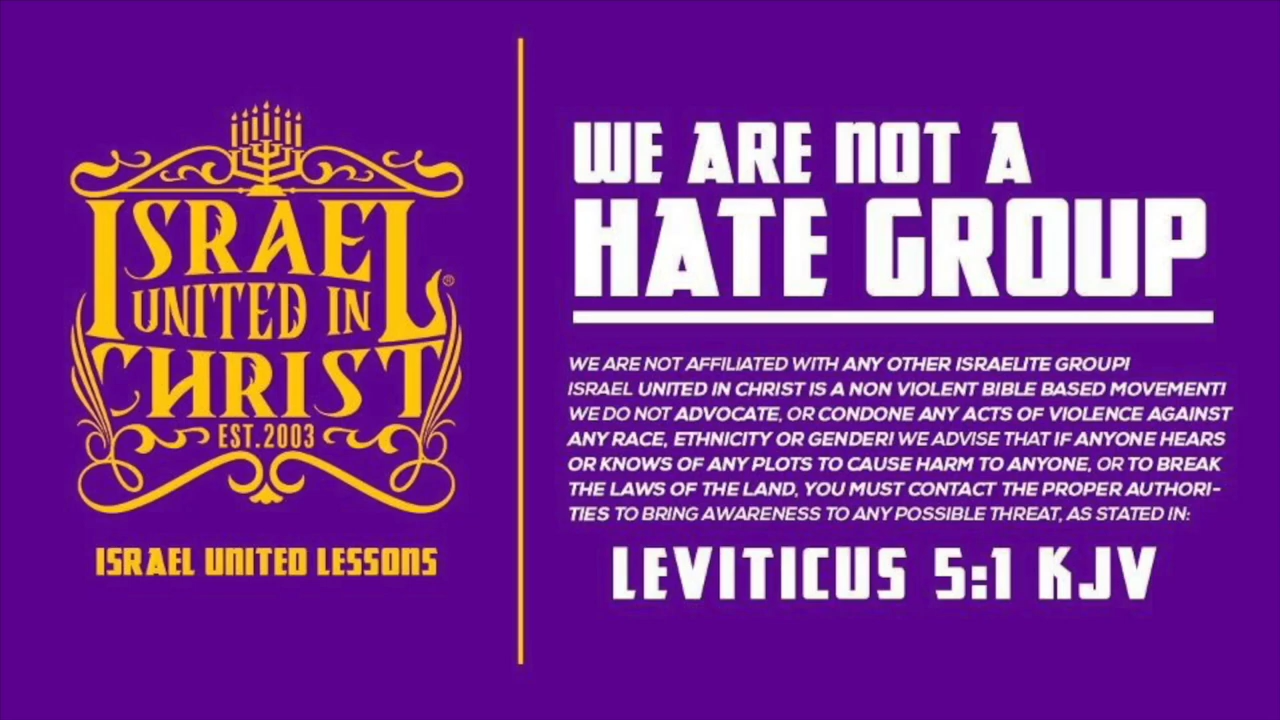 ISRAEL
UNITED IN
CHRIST
EST.2003
ISRAEL UNITED LESSONS
WE ARE NOT A
HATE GROUP
WE ARE NOT AFFILIATED WITH ANY OTHER ISRAELITE GROUP!
ISRAEL UNITED IN CHRIST IS A NON VIOLENT BIBLE BASED MOVEMENT!
WE DO NOT ADVOCATE, OR CONDONE ANY ACTS OF VIOLENCE AGAINST
ANY RACE, ETHNICITY OR GENDER! WE ADVISE THAT IF ANYONE HEARS
OR KNOWS OF ANY PLOTS TO CAUSE HARM TO ANYONE, OR TO BREAK
THE LAWS OF THE LAND, YOU MUST CONTACT THE PROPER AUTHORI-
TIES TO BRING AWARENESS TO ANY POSSIBLE THREAT, AS STATED IN:
LEVITICUS 5:1 KJV